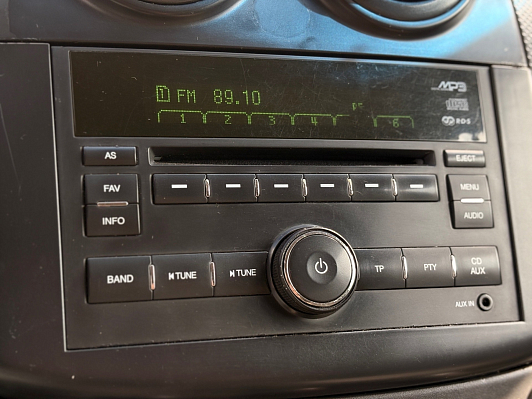 MP3
1 FM 89.10
RDS
1 2 3 4 6
AS
EJECT
FAV
MENU
INFO
AUDIO
BAND
TUNE
TUNE
TP
PTY
CD
AUX
AUX IN